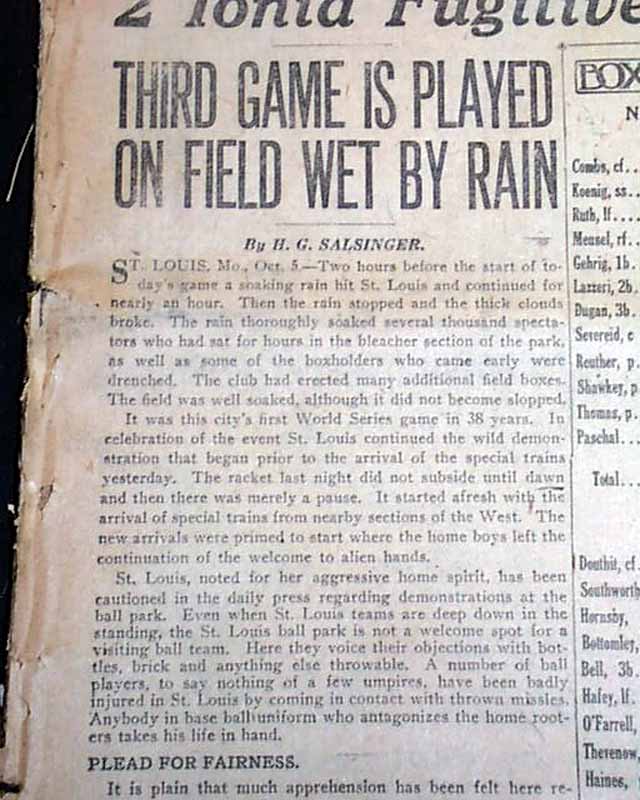 2 Ionia Fugitive
THIRD GAME IS PLAYED
ON FIELD WET BY RAIN
By H. G. SALSINGER.
ST. LOUIS, Mo., Oct. 5.—Two hours before the start of to-
day's game a soaking rain hit St. Louis and continued for
nearly an hour. Then the rain stopped and the thick clouds
broke. The rain thoroughly soaked several thousand specta-
tors who had sat for hours in the bleacher section of the park,
as well as some of the boxholders who came early were
drenched. The club had erected many additional field boxes.
The field was well soaked, although it did not become slopped.
It was this city's first World Series game in 38 years. In
celebration of the event St. Louis continued the wild demon-
stration that began prior to the arrival of the special trains
yesterday. The racket last night did not subside until dawn
and then there was merely a pause. It started afresh with the
arrival of special trains from nearby sections of the West. The
new arrivals were primed to start where the home boys left the
continuation of the welcome to alien hands.
St. Louis, noted for her aggressive home spirit, has been
cautioned in the daily press regarding demonstrations at the
ball park. Even when St. Louis teams are deep down in the
standing, the St. Louis ball park is not a welcome spot for a
visiting ball team. Here they voice their objections with bot-
tles, brick and anything else throwable. A number of ball
players, to say nothing of a few umpires, have been badly
injured in St. Louis by coming in contact with thrown missles.
Anybody in base ball uniform who antagonizes the home root-
ers takes his life in hand.
PLEAD FOR FAIRNESS.
It is plain that much apprehension has been felt here re-
BOX
N
Combs, cf..
Koenig, ss..
Ruth, lf....
Meusel, rf..
Gehrig, 1b.
Lazzeri, 2b.
Dugan, 3b.
Severeid, c
Reuther, p.
Shawkey, p
Thomas, p.
Paschal...
Total...
Douthit, cf.
Southworth
Hornsby,
Bottomley,
Bell, 3b.
Hafey, lf.
O'Farrell,
Thevenow,
Haines,